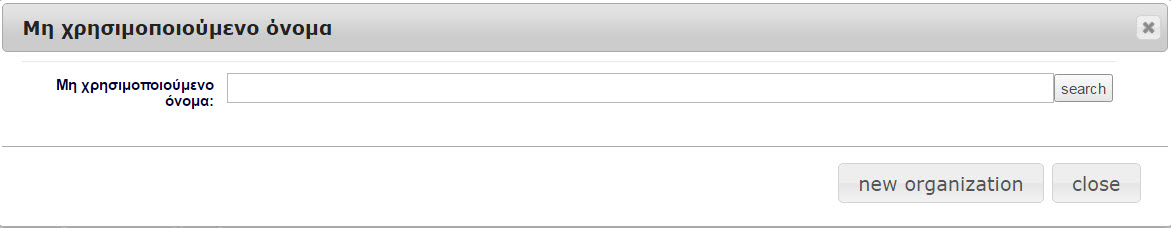 Μη χρησιμοποιούμενο όνομα
Μη χρησιμοποιούμενο
όνομα:
search
new organization
close